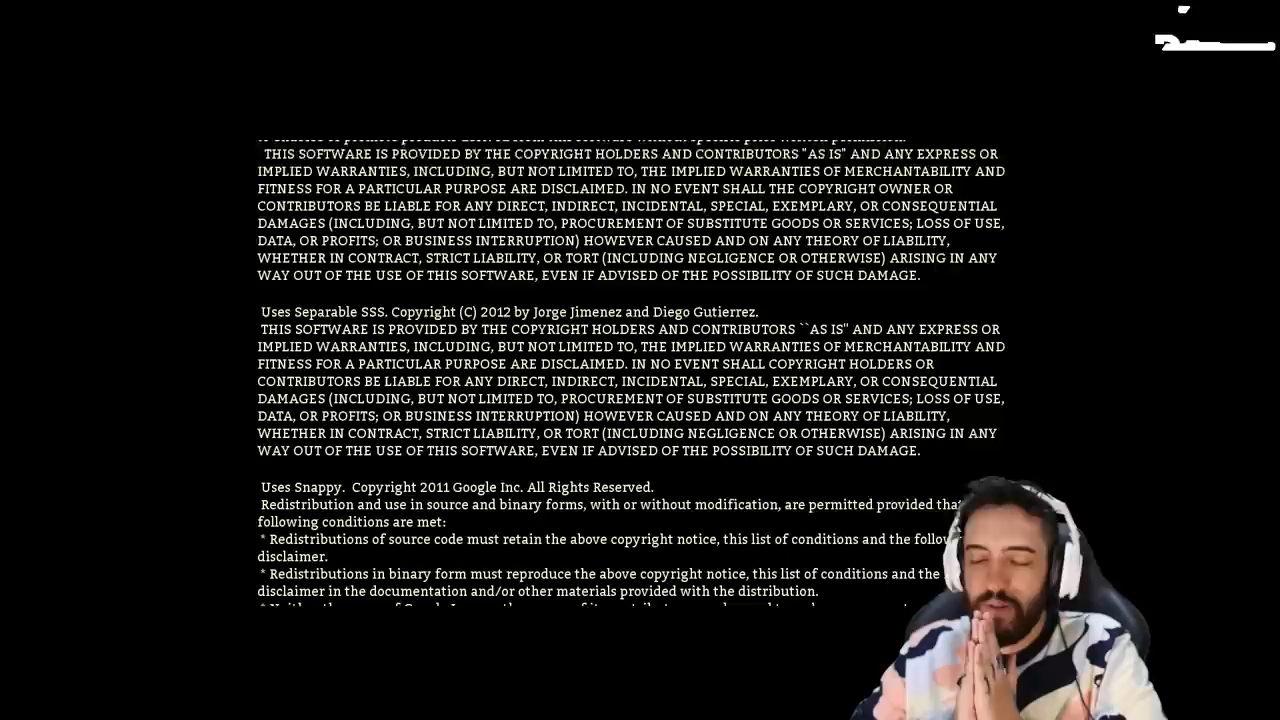 THIS SOFTWARE IS PROVIDED BY THE COPYRIGHT HOLDERS AND CONTRIBUTORS "AS IS" AND ANY EXPRESS OR
IMPLIED WARRANTIES, INCLUDING, BUT NOT LIMITED TO, THE IMPLIED WARRANTIES OF MERCHANTABILITY AND
FITNESS FOR A PARTICULAR PURPOSE ARE DISCLAIMED. IN NO EVENT SHALL THE COPYRIGHT OWNER OR
CONTRIBUTORS BE LIABLE FOR ANY DIRECT, INDIRECT, INCIDENTAL, SPECIAL, EXEMPLARY, OR CONSEQUENTIAL
DAMAGES (INCLUDING, BUT NOT LIMITED TO, PROCUREMENT OF SUBSTITUTE GOODS OR SERVICES; LOSS OF USE,
DATA, OR PROFITS; OR BUSINESS INTERRUPTION) HOWEVER CAUSED AND ON ANY THEORY OF LIABILITY,
WHETHER IN CONTRACT, STRICT LIABILITY, OR TORT (INCLUDING NEGLIGENCE OR OTHERWISE) ARISING IN ANY
WAY OUT OF THE USE OF THIS SOFTWARE, EVEN IF ADVISED OF THE POSSIBILITY OF SUCH DAMAGE.
Uses Separable SSS. Copyright (C) 2012 by Jorge Jimenez and Diego Gutierrez.
THIS SOFTWARE IS PROVIDED BY THE COPYRIGHT HOLDERS AND CONTRIBUTORS ``AS IS'' AND ANY EXPRESS OR
IMPLIED WARRANTIES, INCLUDING, BUT NOT LIMITED TO, THE IMPLIED WARRANTIES OF MERCHANTABILITY AND
FITNESS FOR A PARTICULAR PURPOSE ARE DISCLAIMED. IN NO EVENT SHALL COPYRIGHT HOLDERS OR
CONTRIBUTORS BE LIABLE FOR ANY DIRECT, INDIRECT, INCIDENTAL, SPECIAL, EXEMPLARY, OR CONSEQUENTIAL
DAMAGES (INCLUDING, BUT NOT LIMITED TO, PROCUREMENT OF SUBSTITUTE GOODS OR SERVICES; LOSS OF USE,
DATA, OR PROFITS; OR BUSINESS INTERRUPTION) HOWEVER CAUSED AND ON ANY THEORY OF LIABILITY,
WHETHER IN CONTRACT, STRICT LIABILITY, OR TORT (INCLUDING NEGLIGENCE OR OTHERWISE) ARISING IN ANY
WAY OUT OF THE USE OF THIS SOFTWARE, EVEN IF ADVISED OF THE POSSIBILITY OF SUCH DAMAGE.
Uses Snappy. Copyright 2011 Google Inc. All Rights Reserved.
Redistribution and use in source and binary forms, with or without modification, are permitted provided that
following conditions are met:
* Redistributions of source code must retain the above copyright notice, this list of conditions and the
disclaimer.
* Redistributions in binary form must reproduce the above copyright notice, this list of conditions and the
disclaimer in the documentation and/or other materials provided with the distribution.